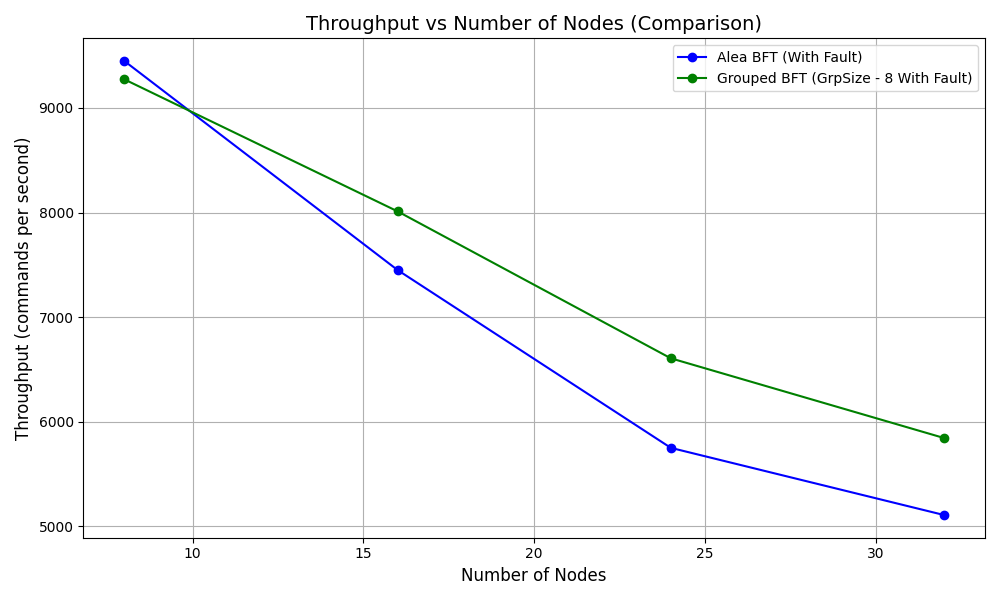 Throughput vs Number of Nodes (Comparison)
Alea BFT (With Fault)
Grouped BFT (GrpSize - 8 With Fault)
Throughput (commands per second)
9000
8000
7000
6000
5000
10
15
20
25
30
Number of Nodes